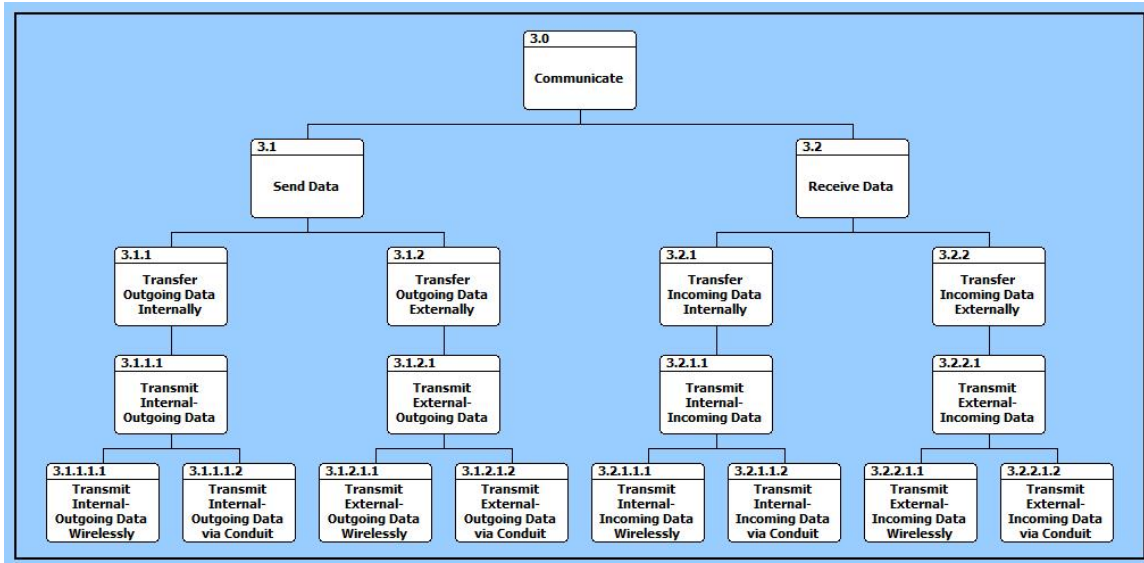 3.0
Communicate
3.1
Send Data
3.2
Receive Data
3.1.1
Transfer
Outgoing Data
Internally
3.1.2
Transfer
Outgoing Data
Externally
3.2.1
Transfer
Incoming Data
Internally
3.2.2
Transfer
Incoming Data
Externally
3.1.1.1
Transmit
Internal-
Outgoing Data
3.1.2.1
Transmit
External-
Outgoing Data
3.2.1.1
Transmit
Internal-
Incoming Data
3.2.2.1
Transmit
External-
Incoming Data
3.1.1.1.1
Transmit
Internal-
Outgoing Data
Wirelessly
3.1.1.1.2
Transmit
Internal-
Outgoing Data
via Conduit
3.1.2.1.1
Transmit
External-
Outgoing Data
Wirelessly
3.1.2.1.2
Transmit
External-
Outgoing Data
via Conduit
3.2.1.1.1
Transmit
Internal-
Incoming Data
Wirelessly
3.2.1.1.2
Transmit
Internal-
Incoming Data
via Conduit
3.2.2.1.1
Transmit
External-
Incoming Data
Wirelessly
3.2.2.1.2
Transmit
External-
Incoming Data
via Conduit